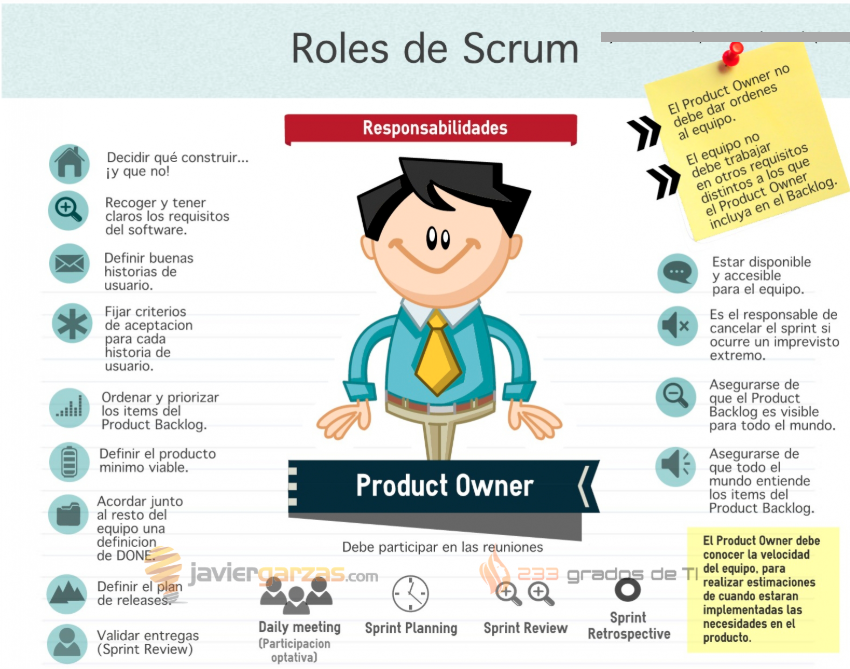 Roles de Scrum
El Product Owner no
debe dar ordenes
al equipo.
El equipo no
debe trabajar
en otros requisitos
distintos a los que
el Product Owner
incluya en el Backlog.
Responsabilidades
Decidir qué construir...
¡y que no!
Recoger y tener
claros los requisitos
del software.
Definir buenas
historias de
usuario.
Fijar criterios
de aceptacion
para cada
historia de
usuario.
Ordenar y priorizar
los items del
Product Backlog.
Definir el producto
minimo viable.
Acordar junto
al resto del
equipo una
definicion
de DONE.
Definir el plan
de releases.
Validar entregas
(Sprint Review)
Estar disponible
y accesible
para el equipo.
Es el responsable de
cancelar el sprint si
ocurre un imprevisto
extremo.
Asegurarse de
que el Product
Backlog es visible
para todo el mundo.
Asegurarse de
que todo el
mundo entiende
los items del
Product Backlog.
Product Owner
Debe participar en las reuniones
javiergarzas.com
233 grados de TI
Daily meeting
(Participacion
optativa)
Sprint Planning
Sprint Review
Sprint
Retrospective
El Product Owner debe
conocer la velocidad
del equipo, para
realizar estimaciones
de cuando estaran
implementadas las
necesidades en el
producto.